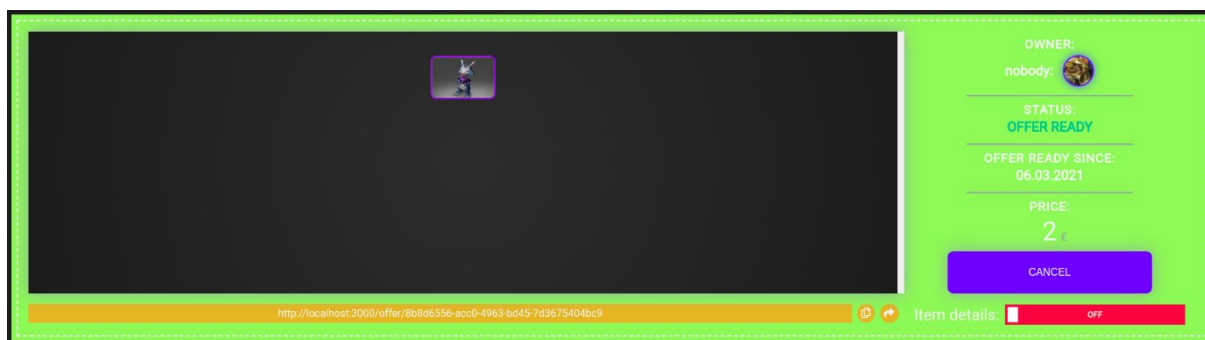 OWNER:
nobody:
STATUS:
OFFER READY
OFFER READY SINCE:
06.03.2021
PRICE:
2 €
CANCEL
http://localhost:3000/offer/8b8d6556-acc0-4963-bd45-7d3675404bc9
Item details:
OFF